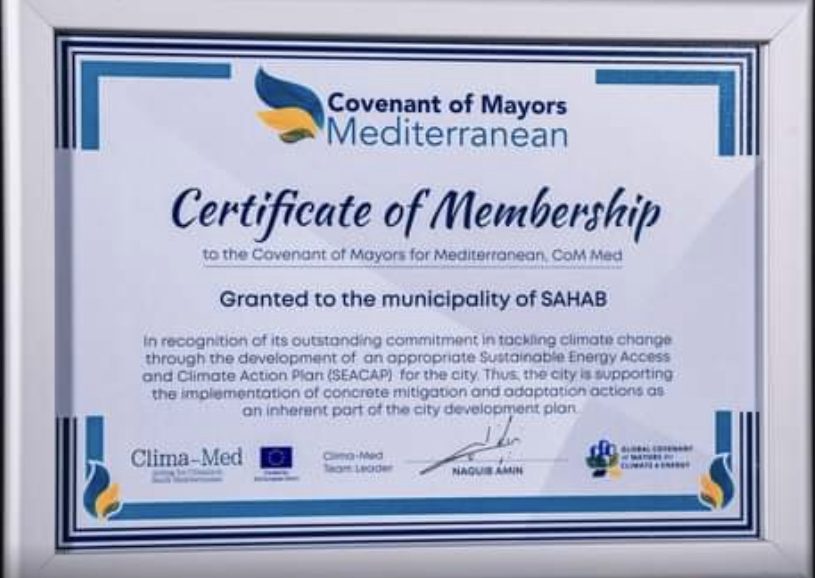 Covenant of Mayors
Mediterranean
Certificate of Membership
to the Covenant of Mayors for Mediterranean, CoM Med
Granted to the municipality of SAHAB
In recognition of its outstanding commitment in tackling climate change
through the development of an appropriate Sustainable Energy Access
and Climate Action Plan (SEACAP) for the city. Thus, the city is supporting
the implementation of concrete mitigation and adaptation actions as
an inherent part of the city development plan.
Clima-Med
Clima-Med
Team Leader
NAGUIB AMIN
GLOBAL COVENANT
of MAYORS for
CLIMATE & ENERGY